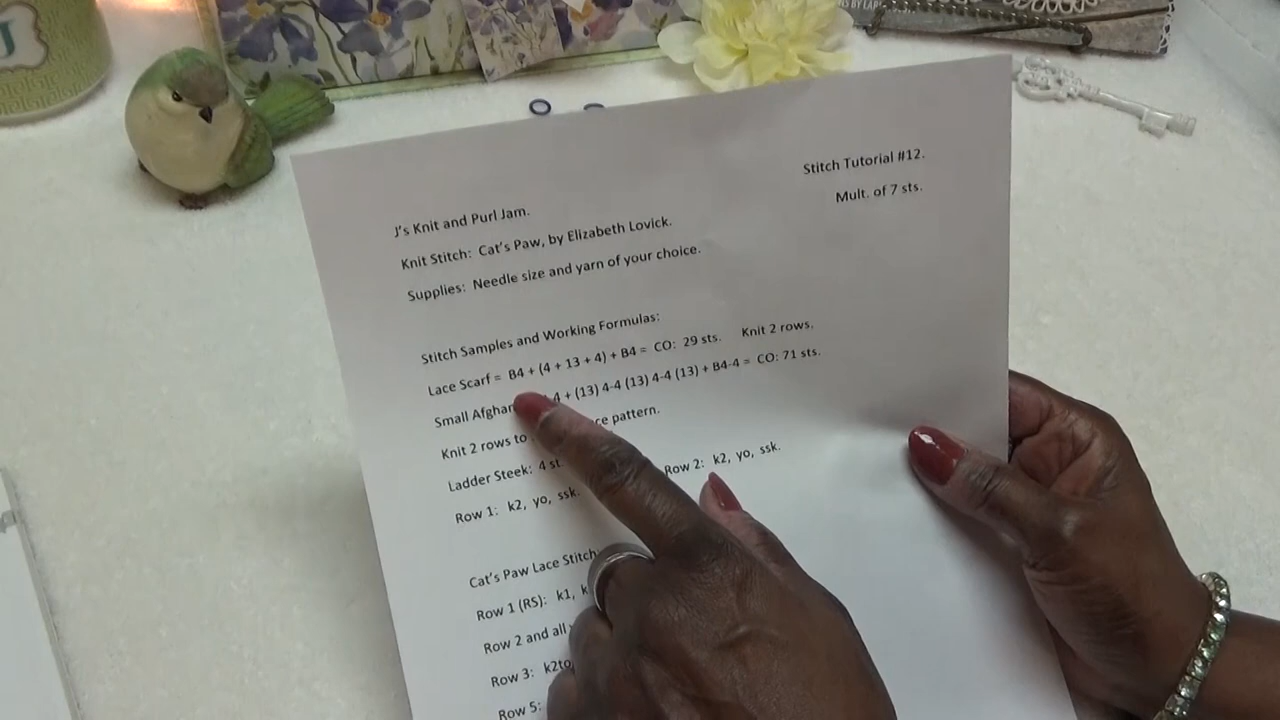 J
Stitch Tutorial #12.
Mult. of 7 sts.
J's Knit and Purl Jam.
Knit Stitch: Cat's Paw, by Elizabeth Lovick.
Supplies: Needle size and yarn of your choice.
Stitch Samples and Working Formulas:
Lace Scarf = B4 + (4 + 13 + 4) + B4 = CO: 29 sts. Knit 2 rows.
Small Afghan 4 + (13) 4-4 (13) 4-4 (13) + B4-4 = CO: 71 sts.
Knit 2 rows to pattern.
Ladder Steek: 4
Row 1: k2, yo, ssk. Row 2: k2, yo, ssk.
Cat's Paw Lace Stitch
Row 1 (RS): k1,
Row 2 and all
Row 3:
Row 5: